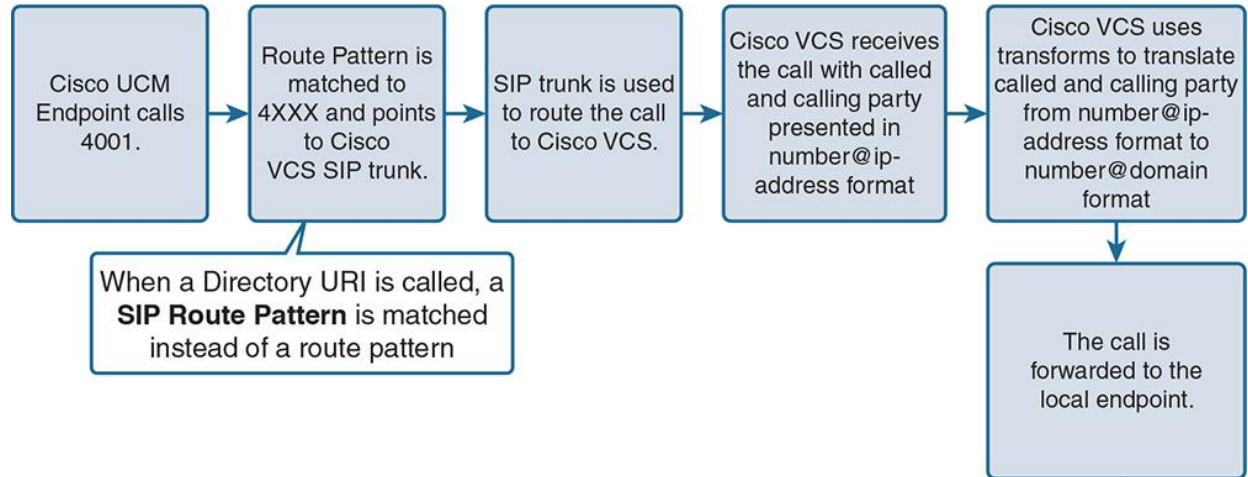 Cisco UCM
Endpoint calls
4001.
Route Pattern is
matched to
4XXX and points
to Cisco
VCS SIP trunk.
SIP trunk is used
to route the call
to Cisco VCS.
Cisco VCS receives
the call with called
and calling party
presented in
number@ip-
address format
Cisco VCS uses
transforms to translate
called and calling party
from number@ip-
address format to
number@domain
format
When a Directory URI is called, a
SIP Route Pattern is matched
instead of a route pattern
The call is
forwarded to the
local endpoint.